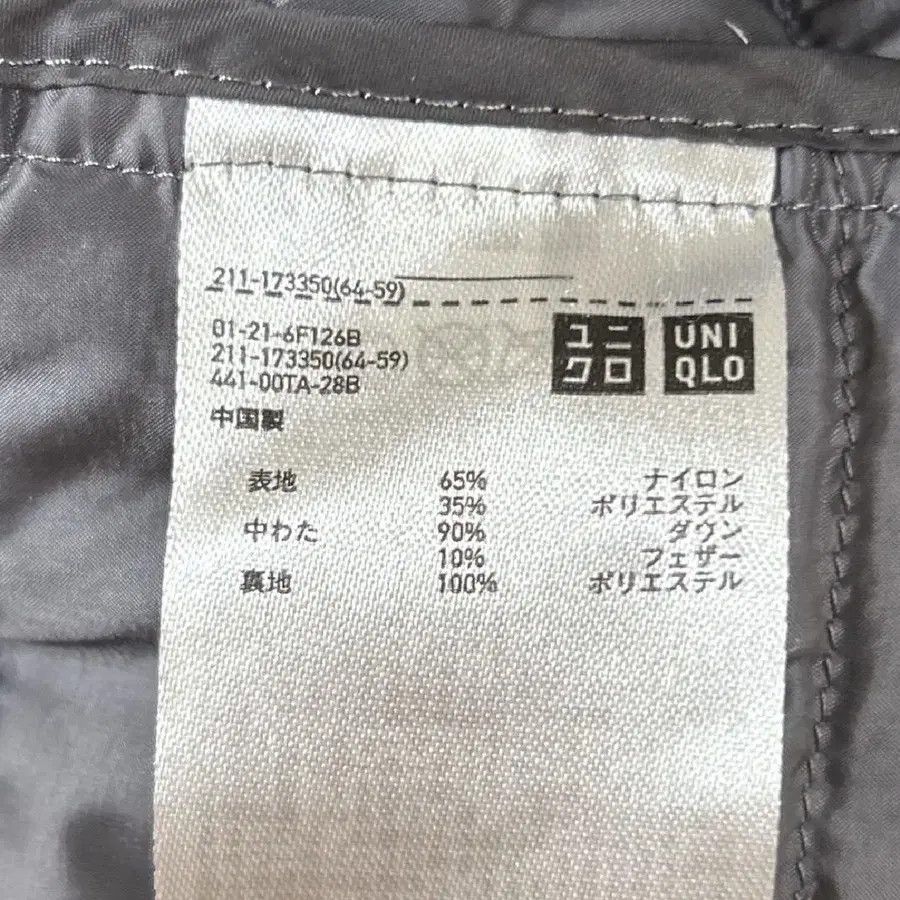 211-173350(64-59)
01-21-6F126B
211-173350(64-59)
441-00TA-28B
中国製
ユニ
クロ
UNI
QLO
表地 65% ナイロン
35% ポリエステル
中わた 90% ダウン
10% フェザー
裏地 100% ポリエステル